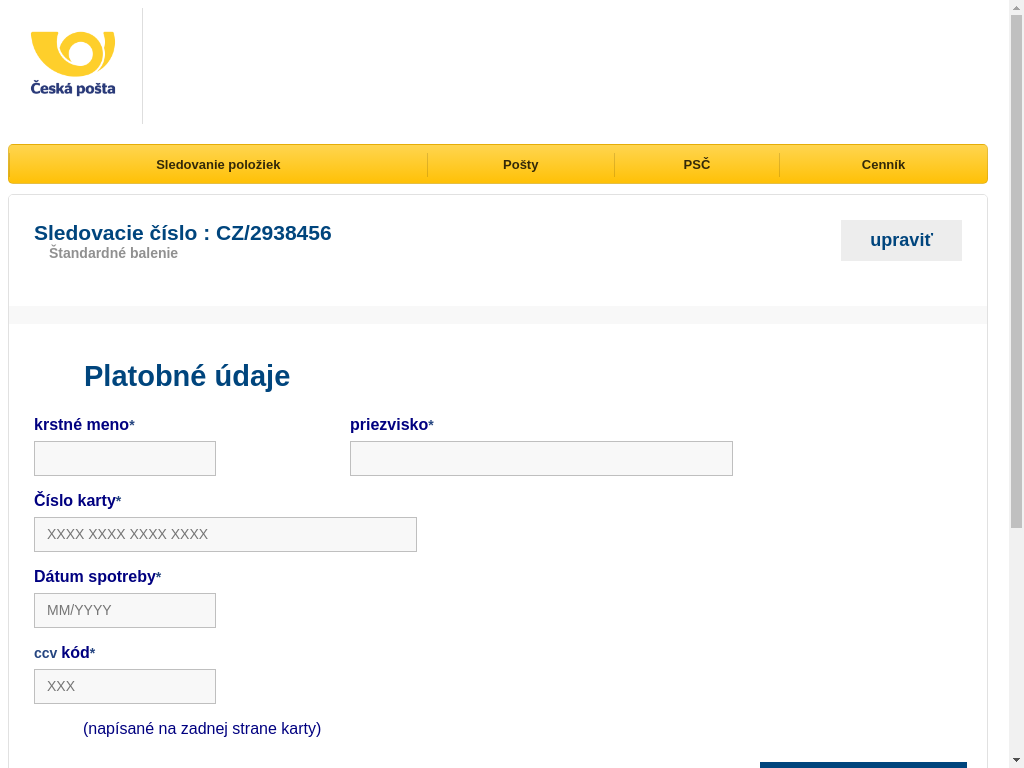 Česká pošta
Sledovanie položiek Pošty PSČ Cenník
Sledovacie číslo : CZ/2938456
Štandardné balenie
upraviť
Platobné údaje
krstné meno* priezvisko*
Číslo karty*
XXXX XXXX XXXX XXXX
Dátum spotreby*
MM/YYYY
ccv kód*
XXX
(napísané na zadnej strane karty)